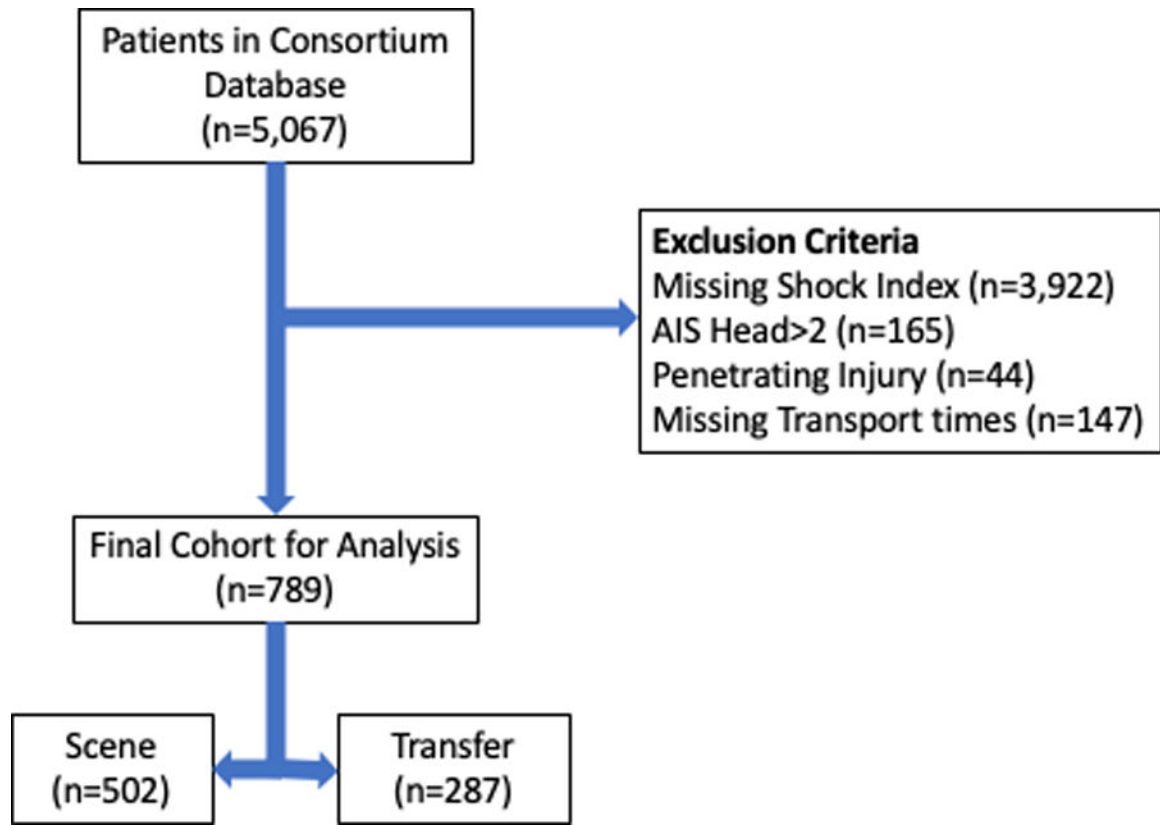 Patients in Consortium
Database
(n=5,067)
Exclusion Criteria
Missing Shock Index (n=3,922)
AIS Head>2 (n=165)
Penetrating Injury (n=44)
Missing Transport times (n=147)
Final Cohort for Analysis
(n=789)
Scene
(n=502)
Transfer
(n=287)